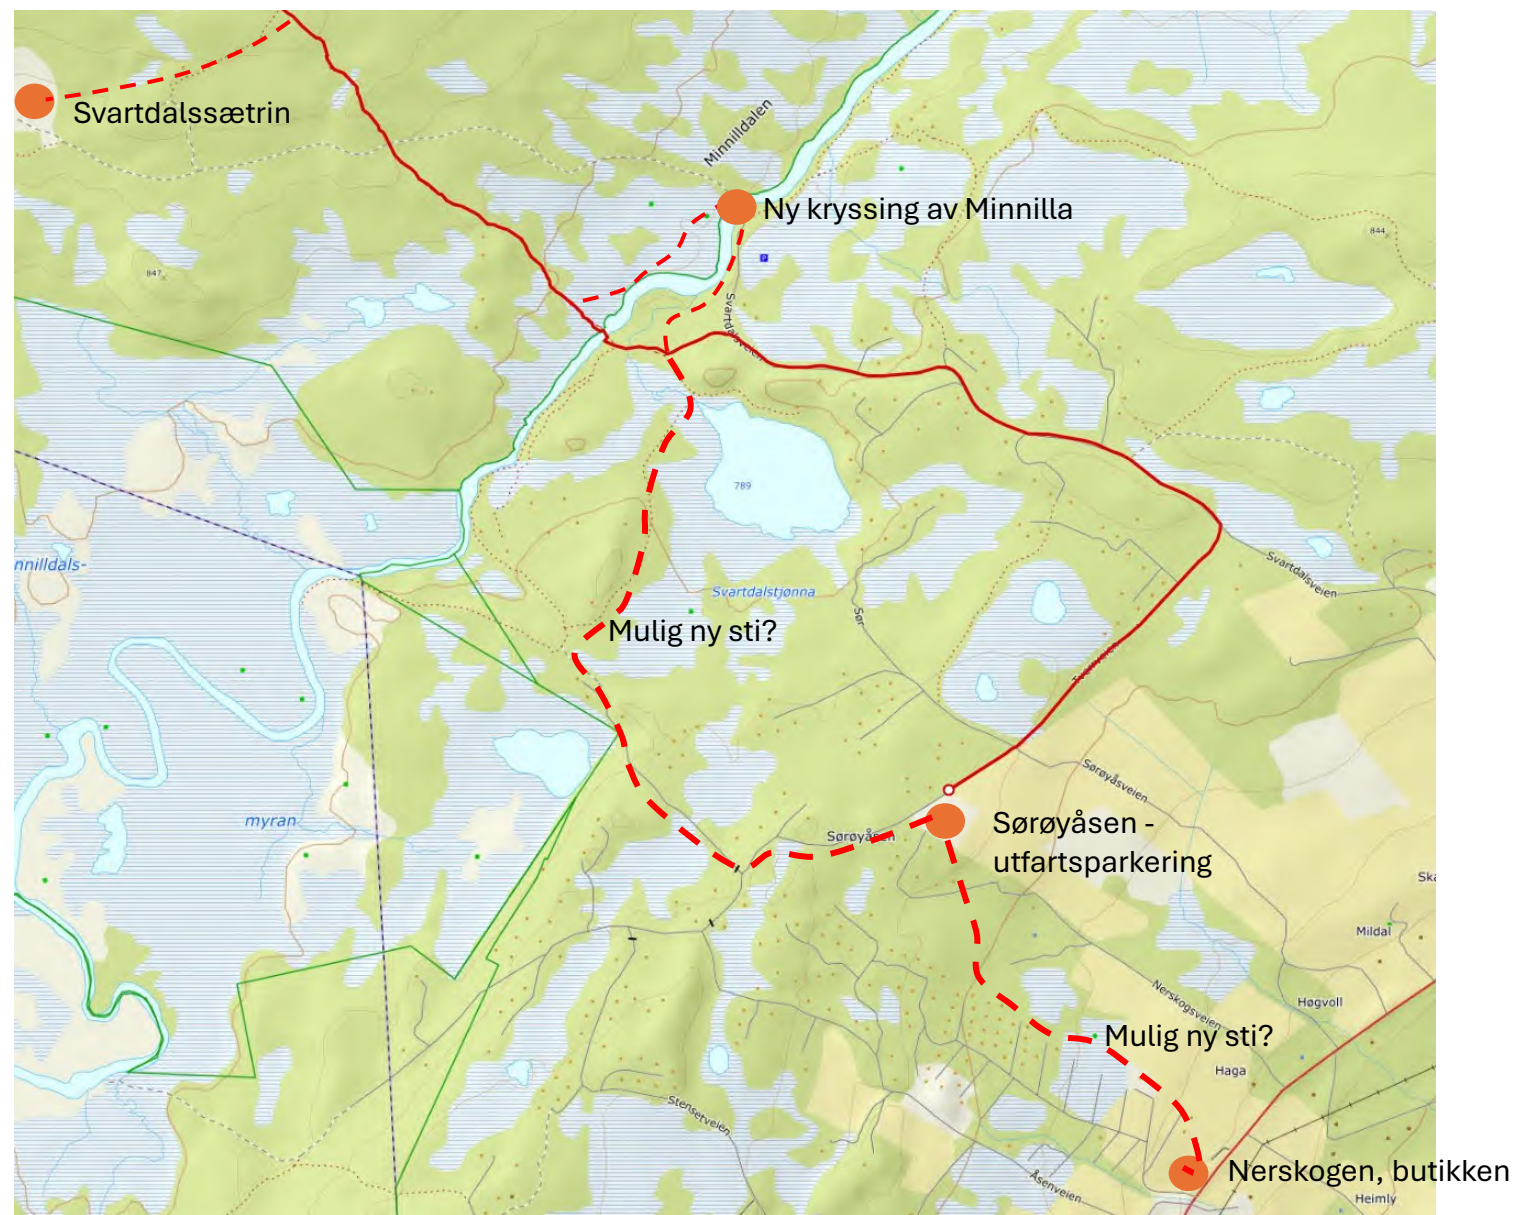 Svartdalssætrin
Minnilldalen
Ny kryssing av Minnilla
844
847
Svartdalsveien
789
Svartdalsveien
nnilldals-
Svartdalstjønna
Sør
Mulig ny sti?
Tverrveien
Sørøyåsveien
myran
Sørøyåsen
Sørøyåsen -
utfartsparkering
Ska
Mildal
Nerskogsveien
Høgvoll
Mulig ny sti?
Haga
Stensetveien
Åsenveien
Nerskogen, butikken
Heimly
P